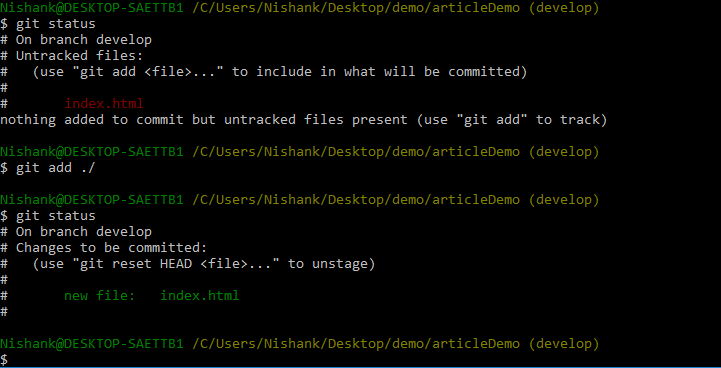 Nishank@DESKTOP-SAETTB1 /C/Users/Nishank/Desktop/demo/articleDemo (develop)
$ git status
# On branch develop
# Untracked files:
#   (use "git add <file>..." to include in what will be committed)
#
#       index.html
nothing added to commit but untracked files present (use "git add" to track)
Nishank@DESKTOP-SAETTB1 /C/Users/Nishank/Desktop/demo/articleDemo (develop)
$ git add ./
Nishank@DESKTOP-SAETTB1 /C/Users/Nishank/Desktop/demo/articleDemo (develop)
$ git status
# On branch develop
# Changes to be committed:
#   (use "git reset HEAD <file>..." to unstage)
#
#       new file:   index.html
#
Nishank@DESKTOP-SAETTB1 /C/Users/Nishank/Desktop/demo/articleDemo (develop)
$